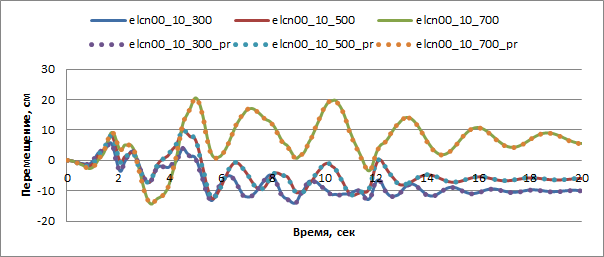 elcn00_10_300 elcn00_10_500 elcn00_10_700
elcn00_10_300_pr elcn00_10_500_pr elcn00_10_700_pr
Перемещение, см
30
20
10
0
-10
-20
0 2 4 6 8 10 12 14 16 18 20
Время, сек